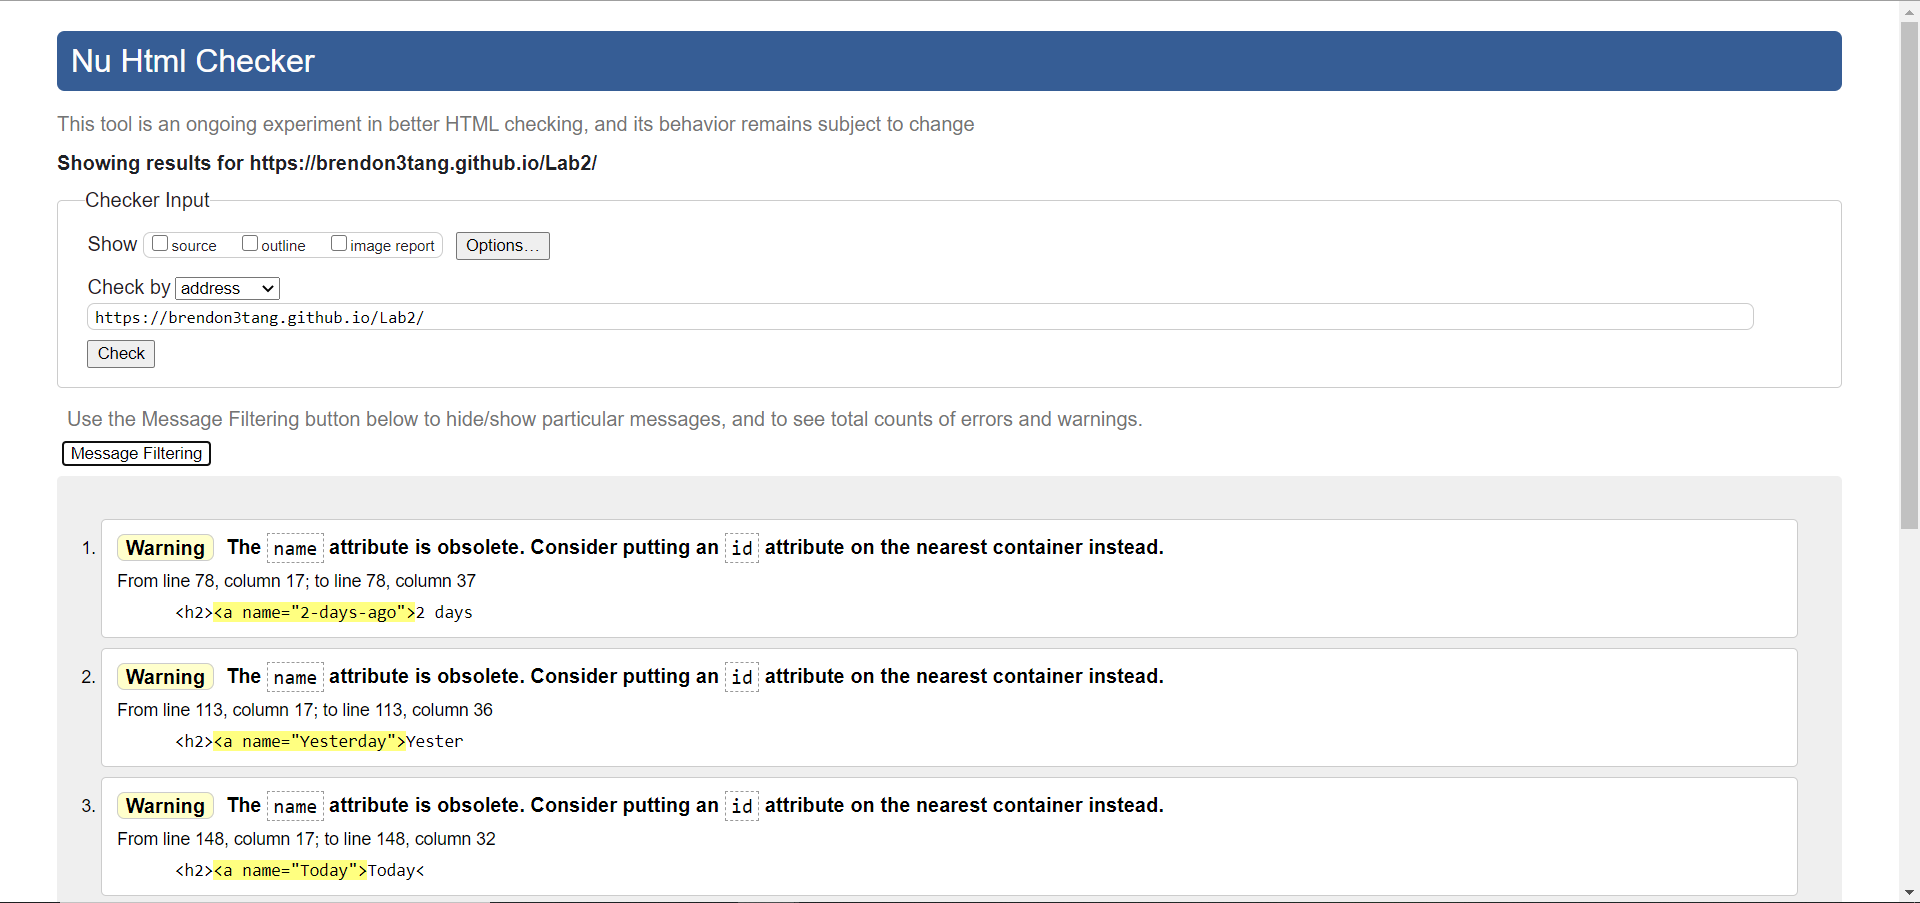 Nu Html Checker
This tool is an ongoing experiment in better HTML checking, and its behavior remains subject to change
Showing results for https://brendon3tang.github.io/Lab2/
Checker Input
Show source outline image report Options…
Check by address
https://brendon3tang.github.io/Lab2/
Check
Use the Message Filtering button below to hide/show particular messages, and to see total counts of errors and warnings.
Message Filtering
1. Warning The name attribute is obsolete. Consider putting an id attribute on the nearest container instead.
From line 78, column 17; to line 78, column 37
<h2><a name="2-days-ago">2 days
2. Warning The name attribute is obsolete. Consider putting an id attribute on the nearest container instead.
From line 113, column 17; to line 113, column 36
<h2><a name="Yesterday">Yester
3. Warning The name attribute is obsolete. Consider putting an id attribute on the nearest container instead.
From line 148, column 17; to line 148, column 32
<h2><a name="Today">Today<